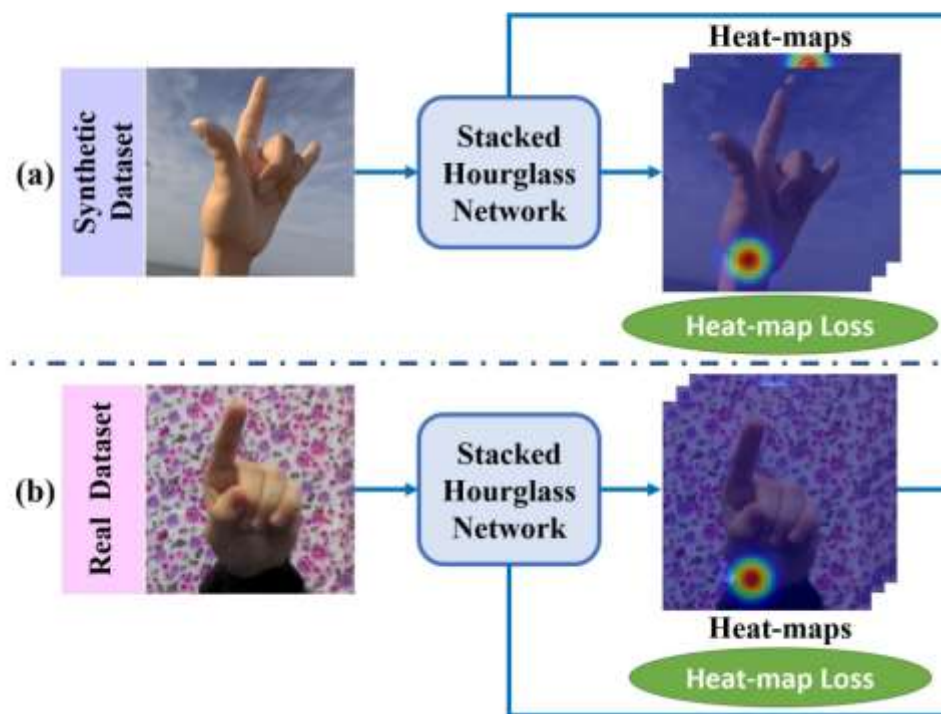 Heat-maps
(a)
Synthetic
Dataset
Stacked
Hourglass
Network
Heat-map Loss
(b)
Real Dataset
Stacked
Hourglass
Network
Heat-maps
Heat-map Loss